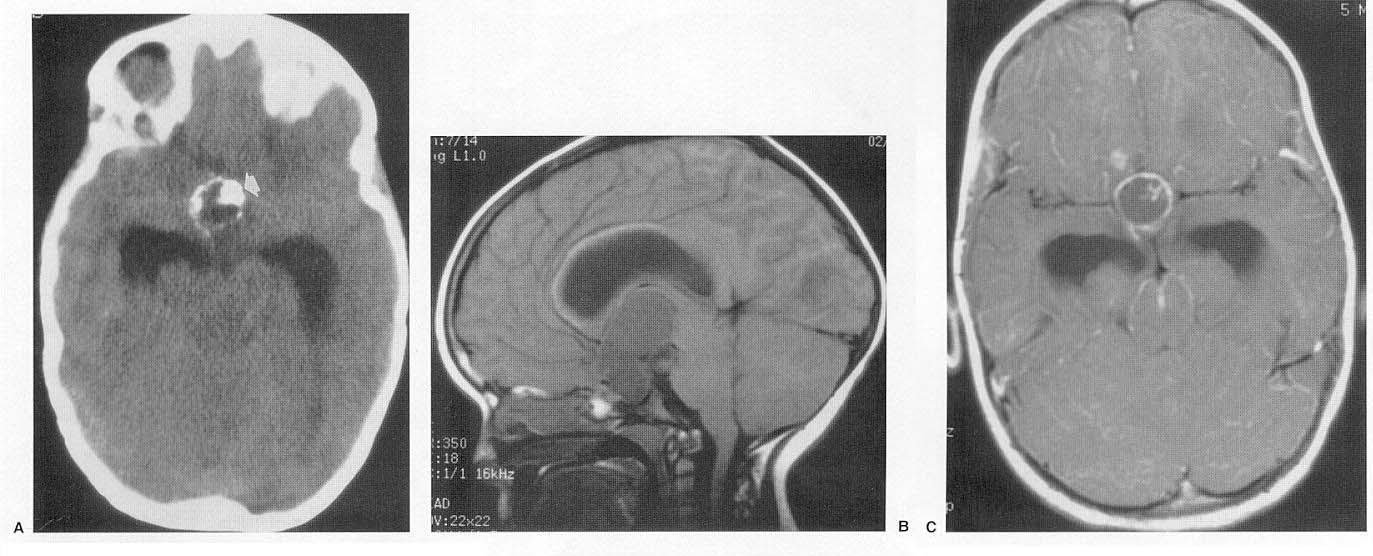 A
:7/14
g L1.0
02/
:350
:18
:1/1 16kHz
AD
V:22x22
B
C
5 M
z
p